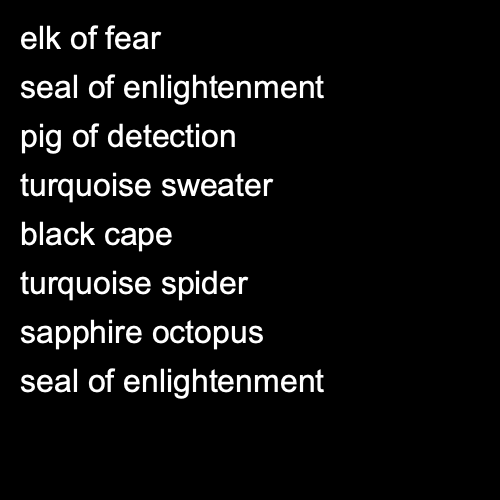 elk of fear
seal of enlightenment
pig of detection
turquoise sweater
black cape
turquoise spider
sapphire octopus
seal of enlightenment